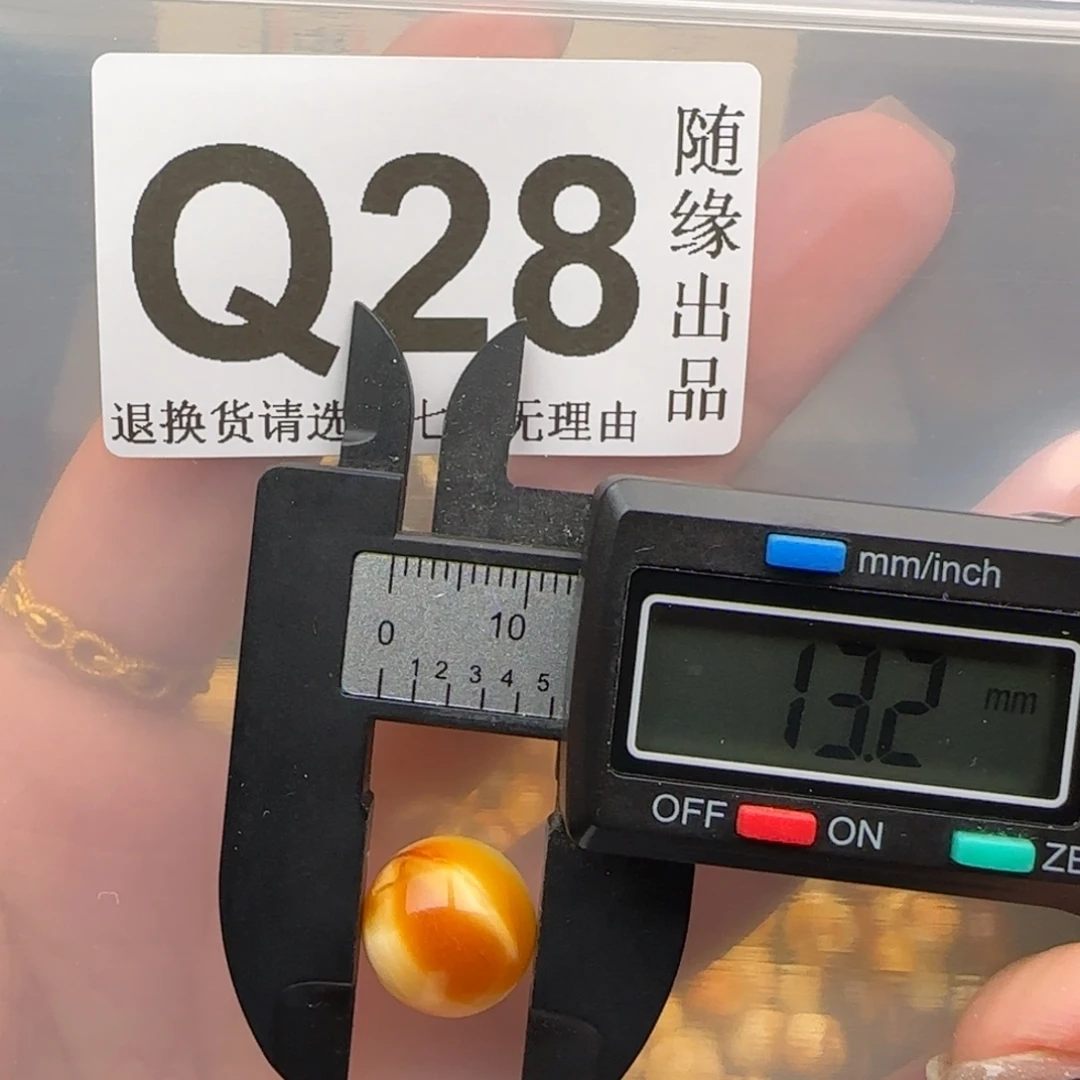 Q28
随缘出品
退换货请选 七 无理由
mm/inch
0 10
1 2 3 4 5
13.2 mm
OFF ON ZE